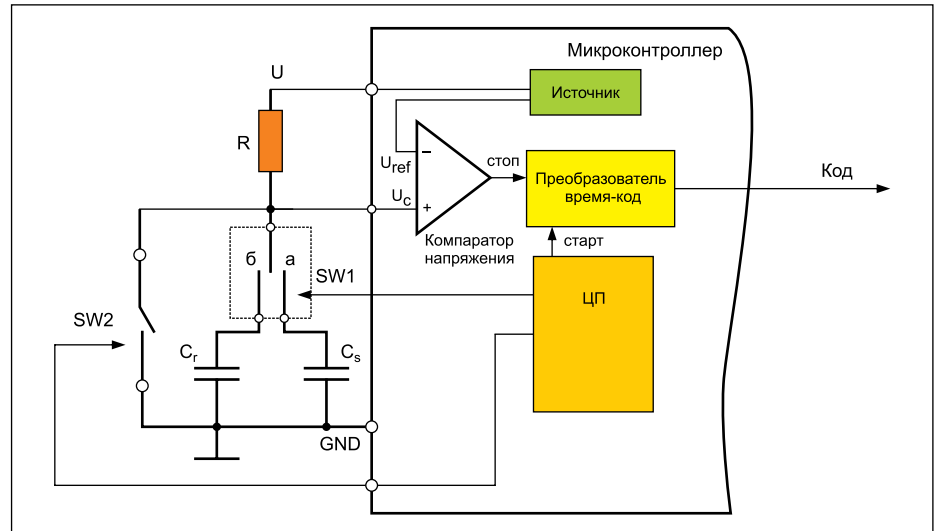 Микроконтроллер
U
Источник
R
Uref
−
стоп
Преобразователь
время-код
Код
Uc
+
Компаратор
напряжения
старт
б
а
SW1
ЦП
SW2
Cr
Cs
GND